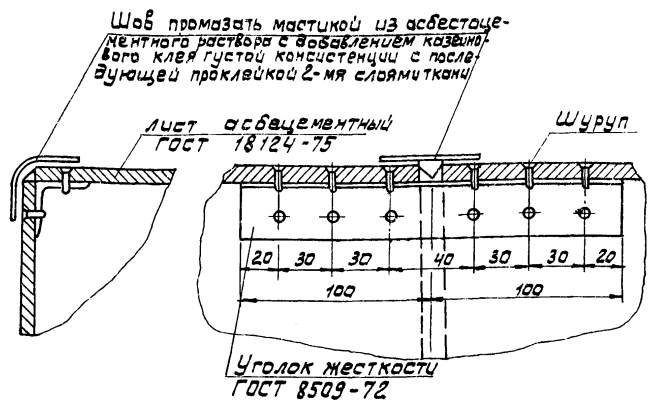 Шов промазать мастикой из асбестоце-
ментного раствора с добавлением казеино-
вого клея густой консистенции с после-
дующей проклейкой 2-мя слоями ткани
лист асбацементный
ГОСТ 18124-75
Шуруп
20 30 30 40 30 30 20
100 100
Уголок жесткости
ГОСТ 8509-72